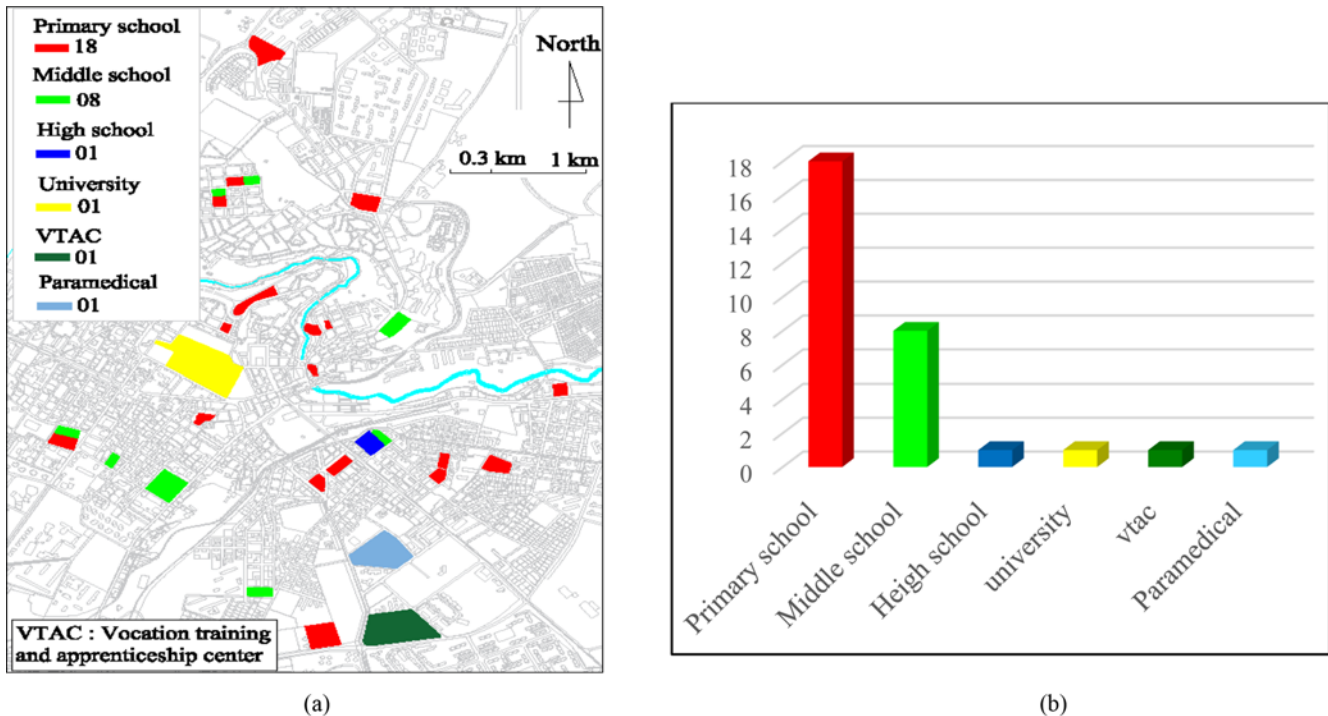 Primary school
18
Middle school
08
High school
01
University
01
VTAC
01
Paramedical
01
North
0.3 km 1 km
VTAC : Vocation training
and apprenticeship center
(a)
18
16
14
12
10
8
6
4
2
0
Primary school
Middle school
Heigh school
university
vtac
Paramedical
(b)